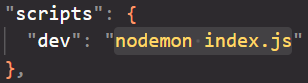 "scripts": {
"dev": "nodemon index.js"
},